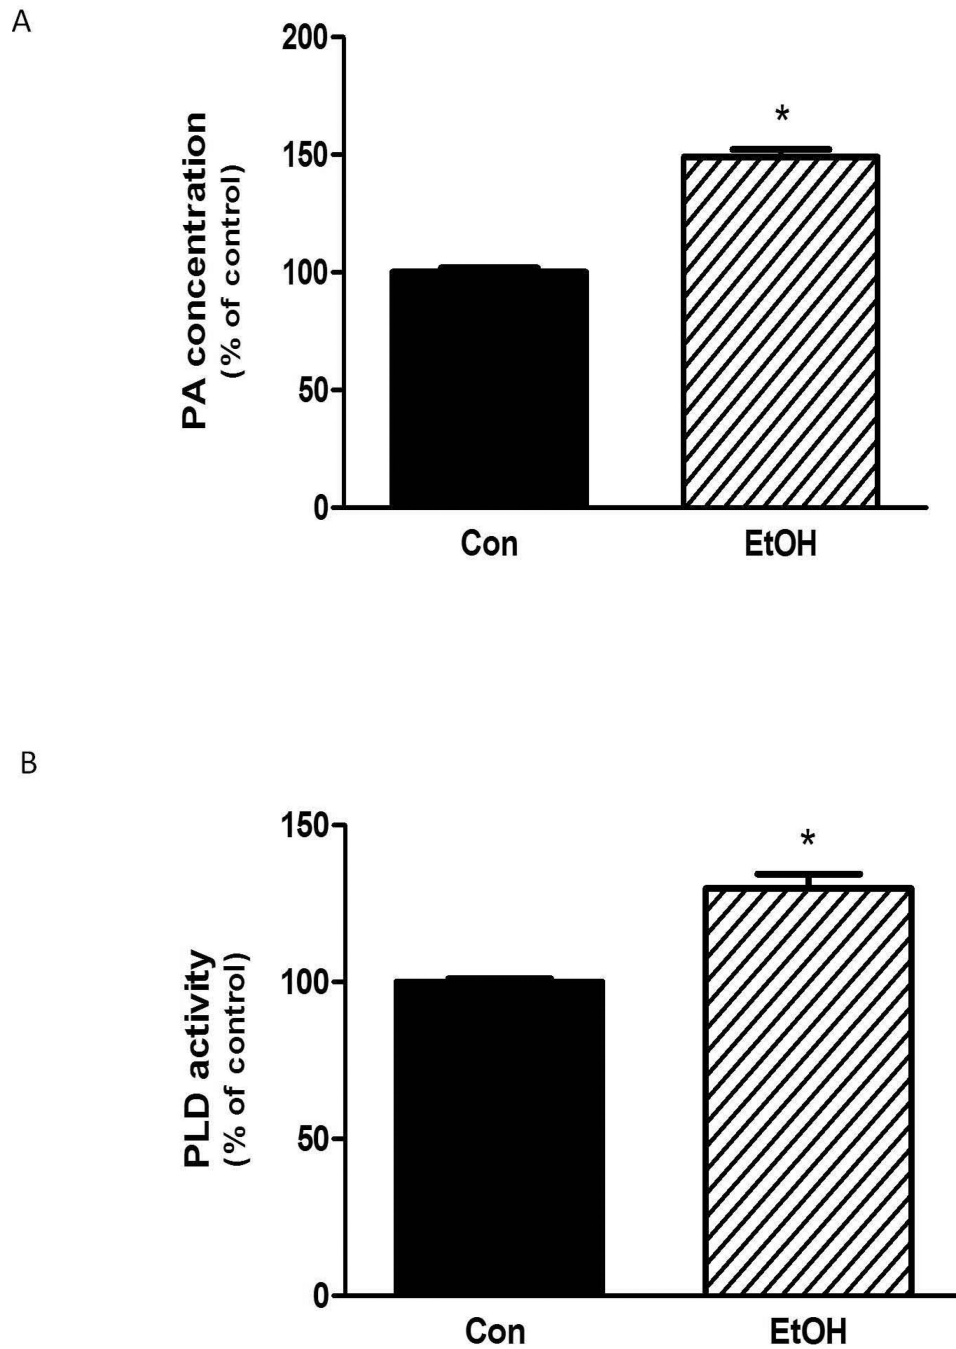 A
200
150
100
50
0
PA concentration
(% of control)
*
Con EtOH
B
150
100
50
0
PLD activity
(% of control)
*
Con EtOH